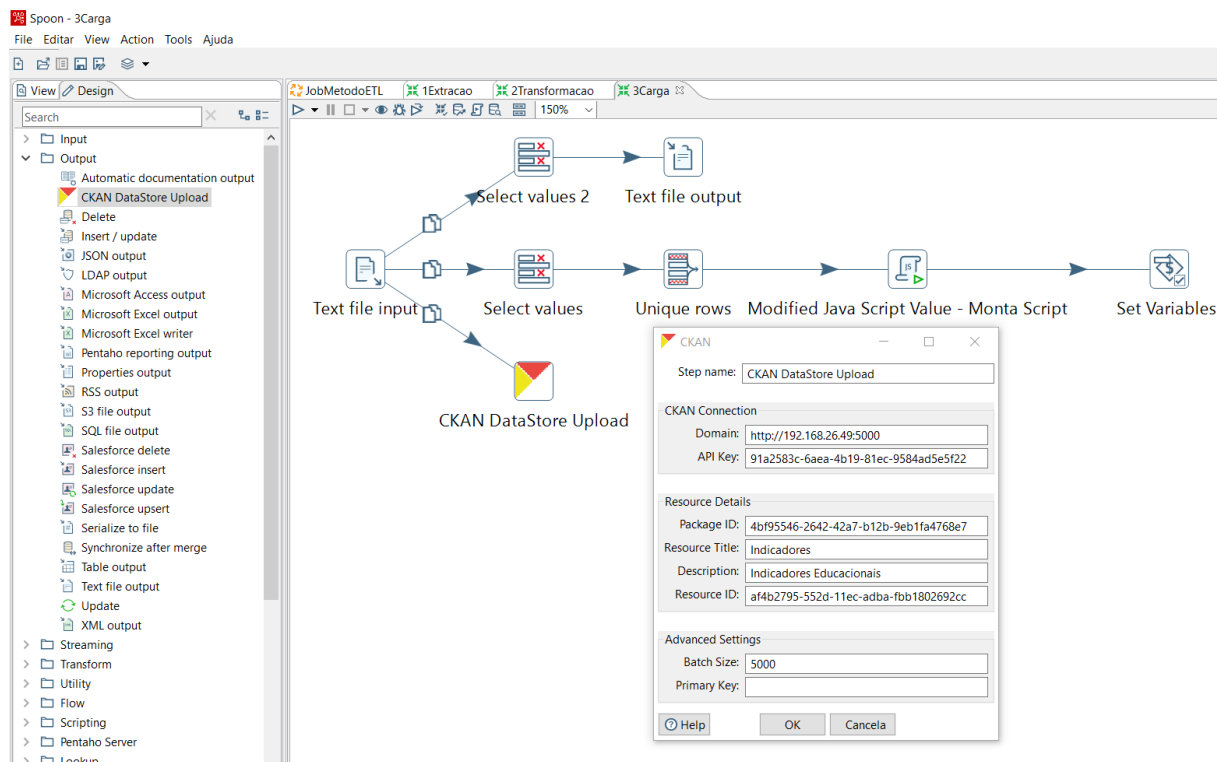 Spoon - 3Carga
File Editar View Action Tools Ajuda
View Design
JobMetodoETL 1Extracao 2Transformacao 3Carga
Search
150%
Input
Output
Automatic documentation output
CKAN DataStore Upload
Delete
Insert / update
JSON output
LDAP output
Microsoft Access output
Microsoft Excel output
Microsoft Excel writer
Pentaho reporting output
Properties output
RSS output
S3 file output
SQL file output
Salesforce delete
Salesforce insert
Salesforce update
Salesforce upsert
Serialize to file
Synchronize after merge
Table output
Text file output
Update
XML output
Streaming
Transform
Utility
Flow
Scripting
Pentaho Server
Lookup
Select values 2 Text file output
Text file input Select values Unique rows Modified Java Script Value - Monta Script Set Variables
CKAN DataStore Upload
CKAN
Step name: CKAN DataStore Upload
CKAN Connection
Domain: http://192.168.26.49:5000
API Key: 91a2583c-6aea-4b19-81ec-9584ad5e5f22
Resource Details
Package ID: 4bf95546-2642-42a7-b12b-9eb1fa4768e7
Resource Title: Indicadores
Description: Indicadores Educacionais
Resource ID: af4b2795-552d-11ec-adba-fbb1802692cc
Advanced Settings
Batch Size: 5000
Primary Key:
Help OK Cancela